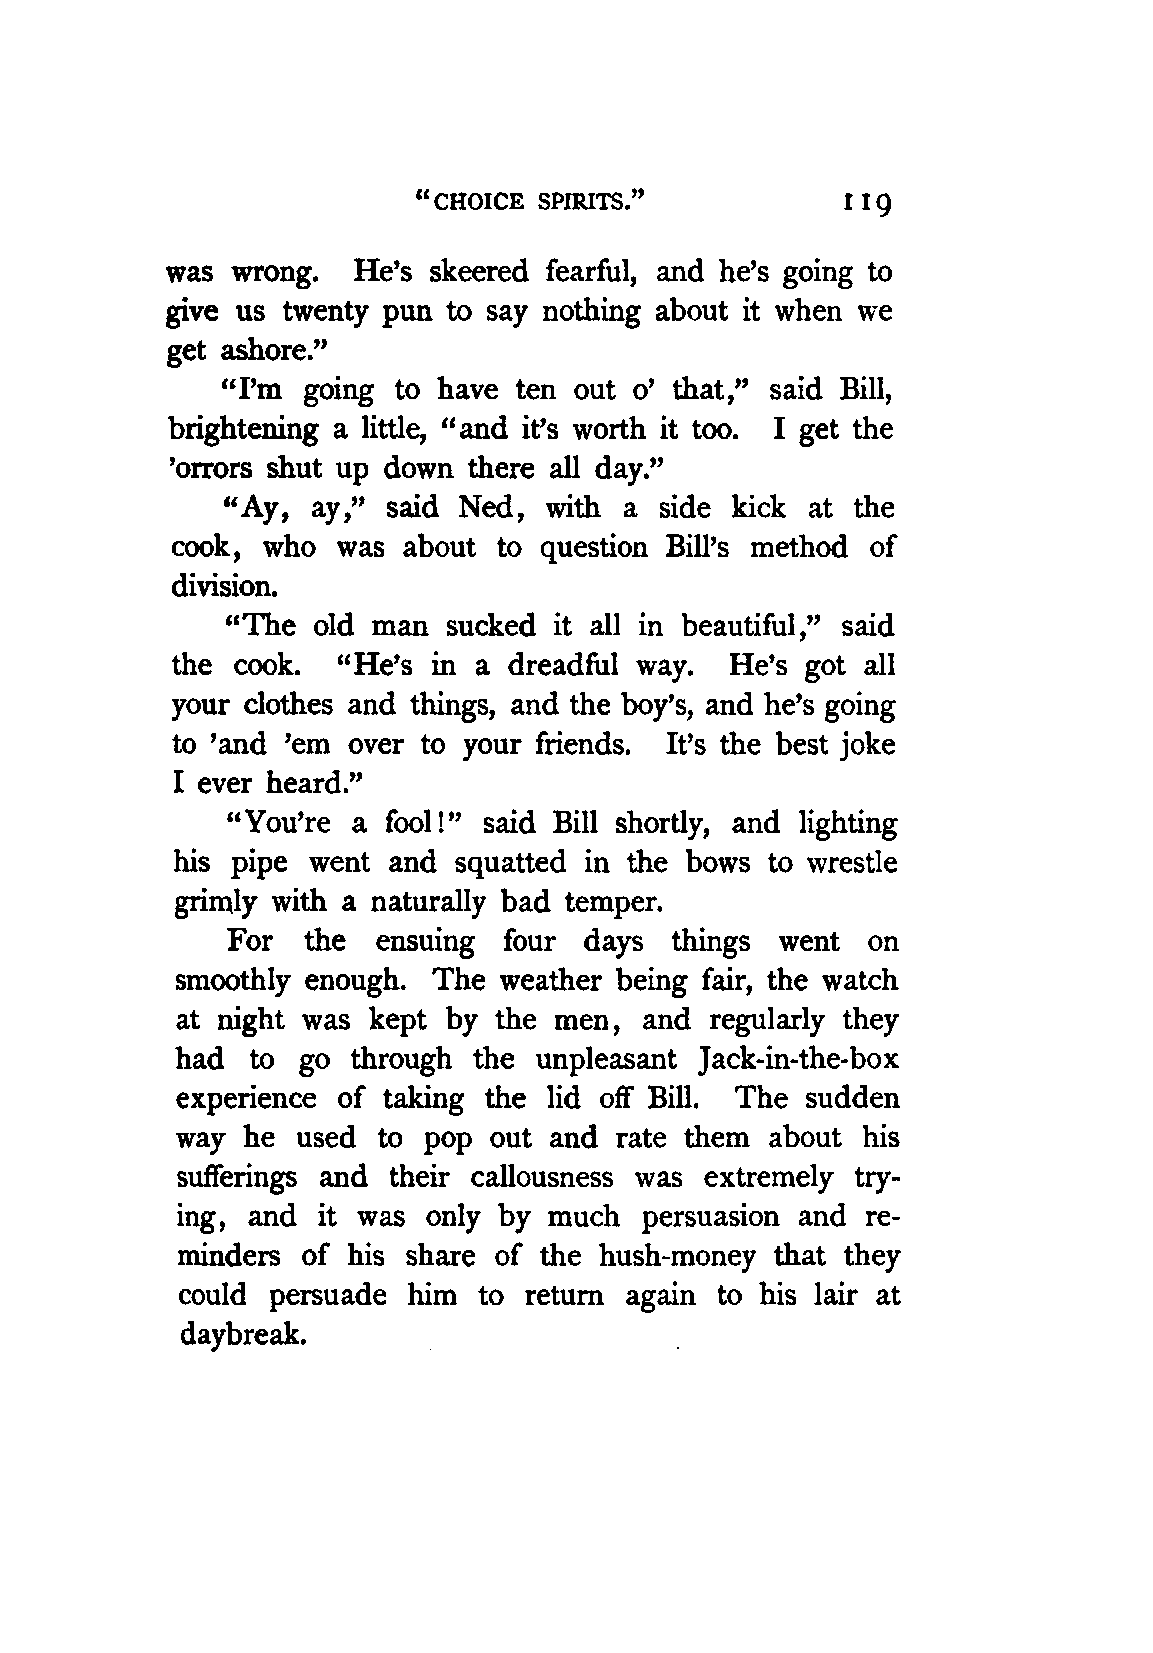 "CHOICE SPIRITS." 119
was wrong. He's skeered fearful, and he's going to
give us twenty pun to say nothing about it when we
get ashore."
"I'm going to have ten out o' that," said Bill,
brightening a little, "and it's worth it too. I get the
'orrors shut up down there all day."
"Ay, ay," said Ned, with a side kick at the
cook, who was about to question Bill's method of
division.
"The old man sucked it all in beautiful," said
the cook. "He's in a dreadful way. He's got all
your clothes and things, and the boy's, and he's going
to 'and 'em over to your friends. It's the best joke
I ever heard."
"You're a fool!" said Bill shortly, and lighting
his pipe went and squatted in the bows to wrestle
grimly with a naturally bad temper.
For the ensuing four days things went on
smoothly enough. The weather being fair, the watch
at night was kept by the men, and regularly they
had to go through the unpleasant Jack-in-the-box
experience of taking the lid off Bill. The sudden
way he used to pop out and rate them about his
sufferings and their callousness was extremely try-
ing, and it was only by much persuasion and re-
minders of his share of the hush-money that they
could persuade him to return again to his lair at
daybreak.